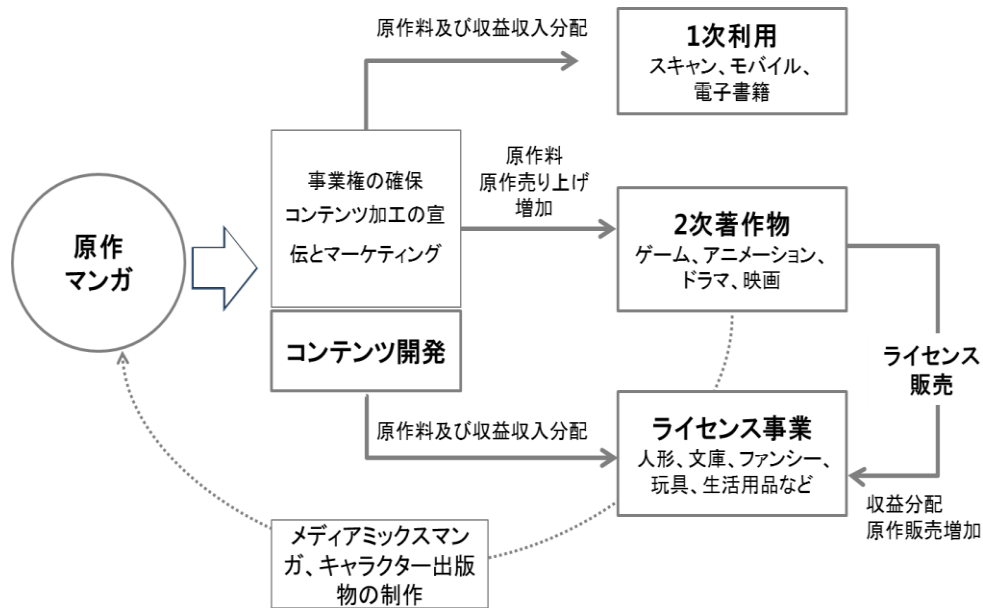 原作料及び収益収入分配
1次利用
スキャン、モバイル、
電子書籍
原作
マンガ
事業権の確保
コンテンツ加工の宣
伝とマーケティング
コンテンツ開発
原作料
原作売り上げ
増加
2次著作物
ゲーム、アニメーション、
ドラマ、映画
ライセンス
販売
原作料及び収益収入分配
ライセンス事業
人形、文庫、ファンシー、
玩具、生活用品など
収益分配
原作販売増加
メディアミックスマン
ガ、キャラクター出版
物の制作